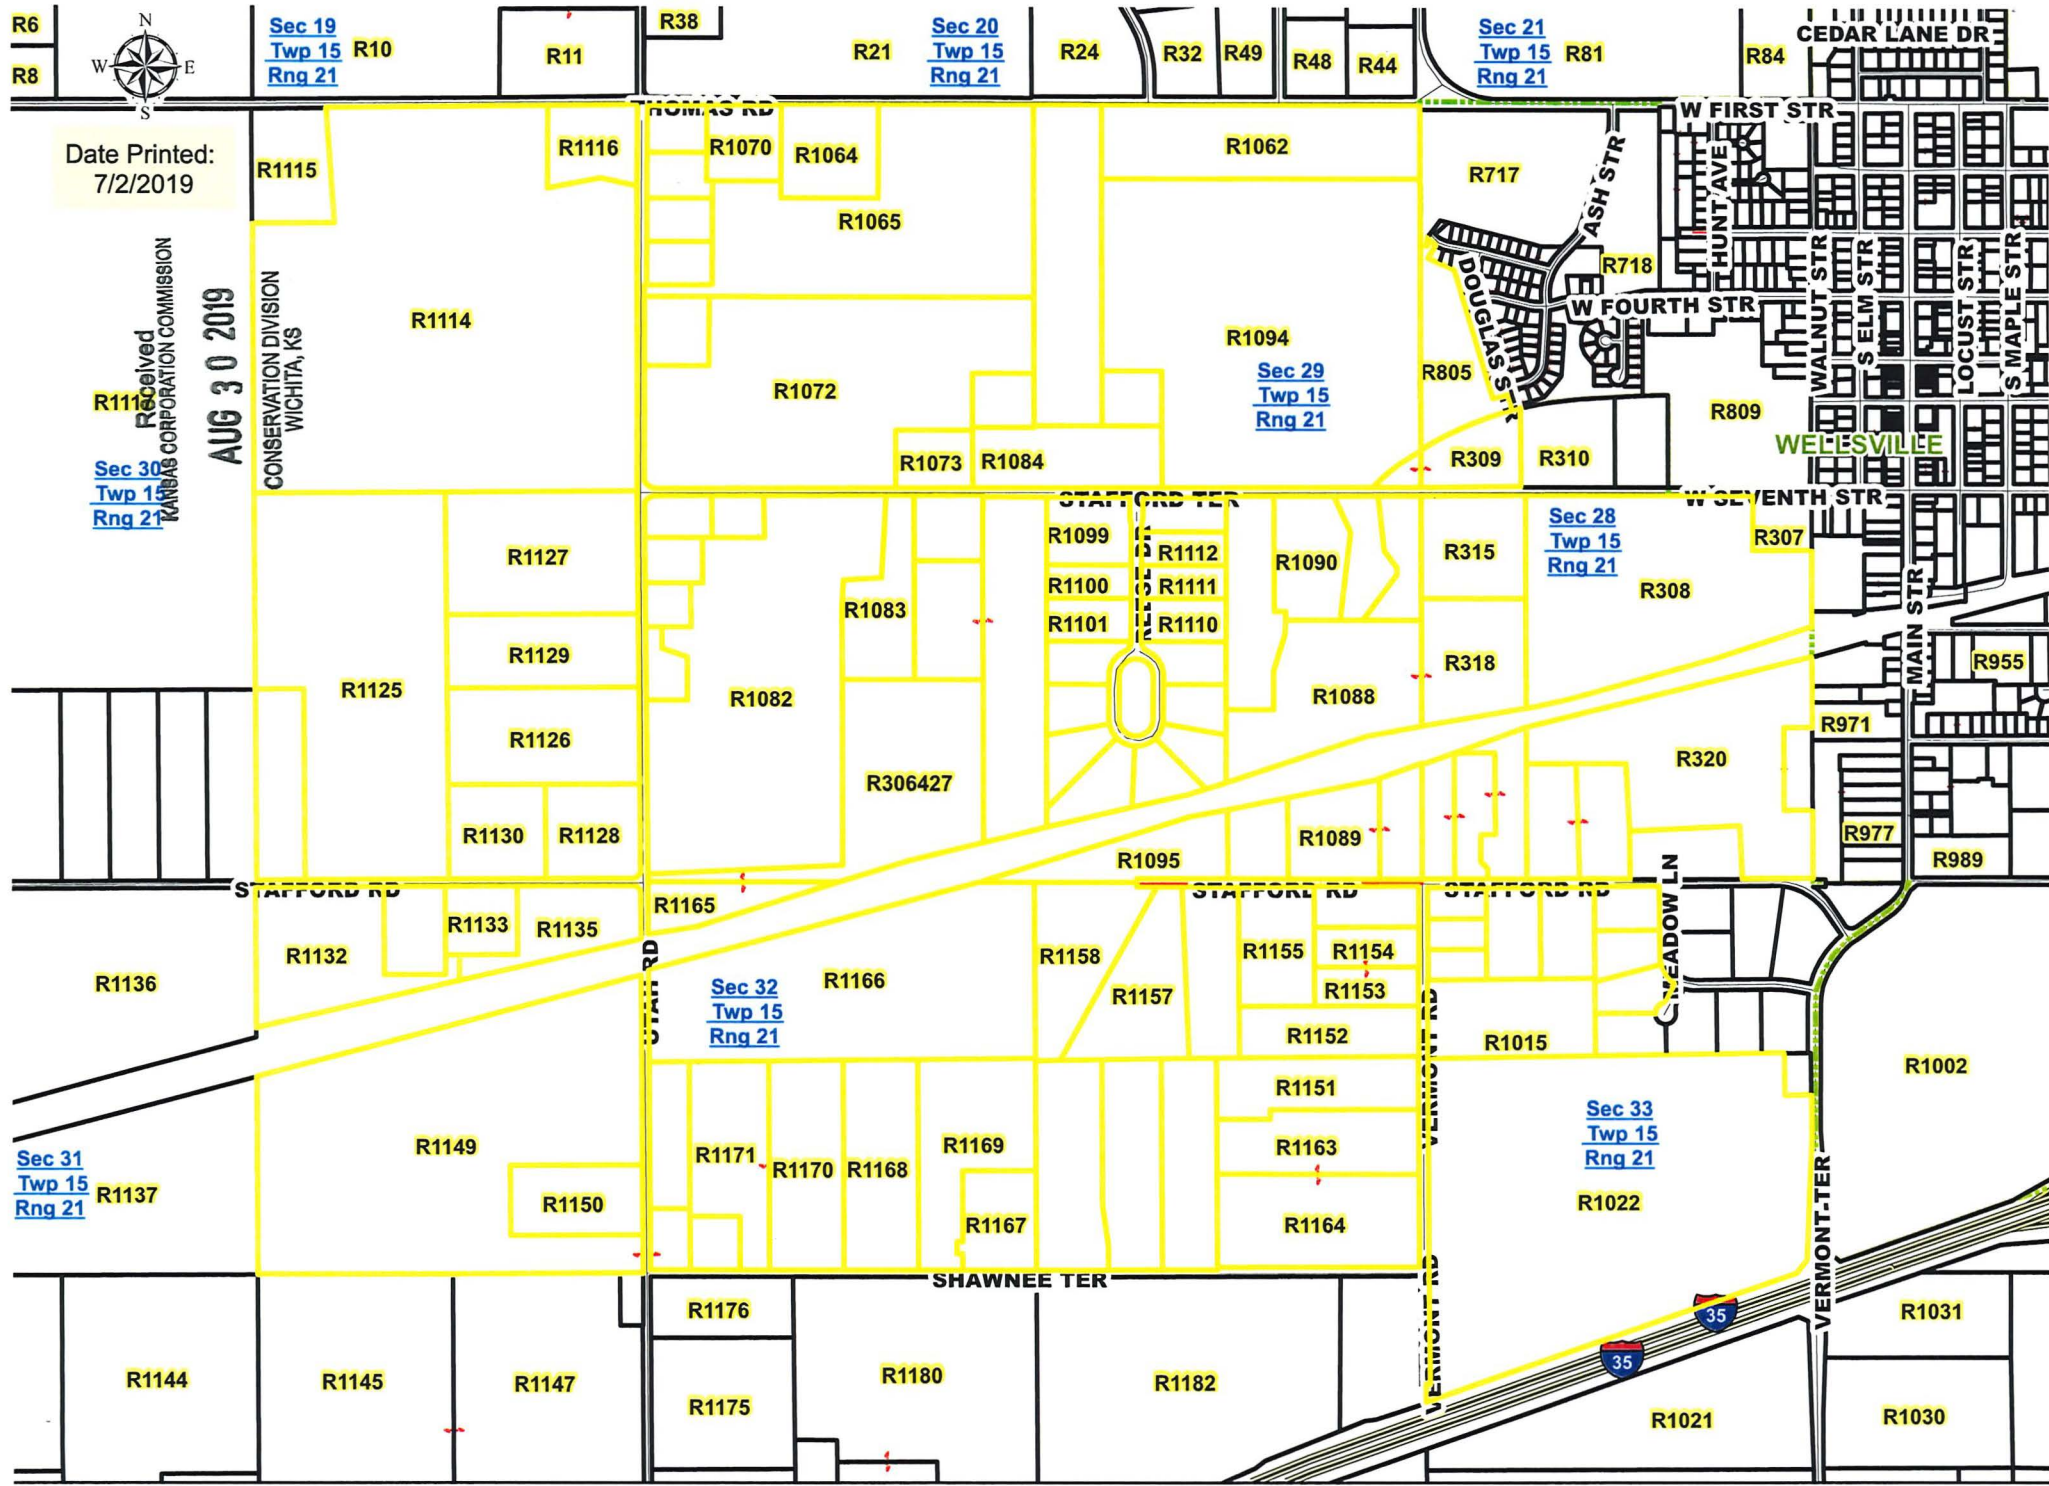 R6
R8
N
W
E
S
Sec 19
Twp 15
Rng 21
R10
R11
R38
R21
Sec 20
Twp 15
Rng 21
R24
R32
R49
R48
R44
Sec 21
Twp 15
Rng 21
R81
R84
CEDAR LANE DR
Date Printed:
7/2/2019
R1115
R1116
THOMAS RD
R1070
R1064
R1065
R1062
R717
ASH STR
W FIRST STR
HUNT AVE
R718
W FOURTH STR
DOUGLAS STR
WALNUT STR
S ELM STR
LOCUST STR
S MAPLE STR
Received
KANSAS CORPORATION COMMISSION
AUG 30 2019
CONSERVATION DIVISION
WICHITA, KS
Sec 30
Twp 15
Rng 21
R1114
R1094
Sec 29
Twp 15
Rng 21
R805
R1072
R1073
R1084
R309
R310
R809
WELLSVILLE
STAFFORD TER
W SEVENTH STR
R1127
R1129
R1125
R1126
R1130
R1128
R1083
R1082
R306427
R1099
R1100
R1101
R1112
R1111
R1110
R1090
R1088
R315
R318
Sec 28
Twp 15
Rng 21
R307
R308
MAIN STR
R955
R971
R320
R977
R989
R1089
R1095
STAFFORD RD
STAFFORD RD
STAFFORD RD
MEADOW LN
R1165
R1133
R1135
R1132
R1136
UTAH RD
Sec 32
Twp 15
Rng 21
R1166
R1158
R1157
R1155
R1154
R1153
R1152
VERMONT RD
R1015
R1002
R1151
R1163
R1164
Sec 33
Twp 15
Rng 21
R1022
Sec 31
Twp 15
Rng 21
R1137
R1149
R1150
R1171
R1170
R1168
R1169
R1167
SHAWNEE TER
VERMONT RD
VERMONT TER
35
35
R1144
R1145
R1147
R1176
R1175
R1180
R1182
R1021
R1031
R1030